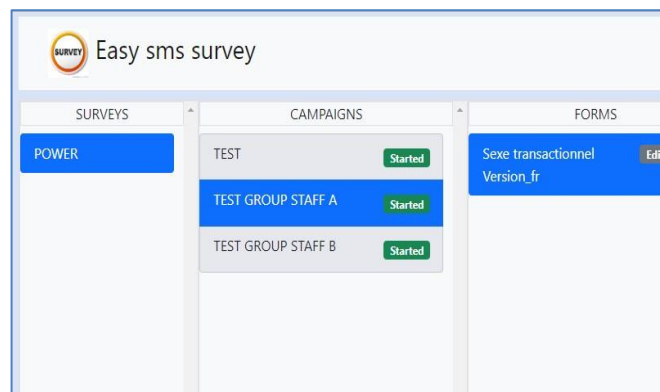 SURVEY
Easy sms survey
SURVEYS
CAMPAIGNS
FORMS
POWER
TEST
Started
TEST GROUP STAFF A
Started
TEST GROUP STAFF B
Started
Sexe transactionnel
Version_fr
Edi